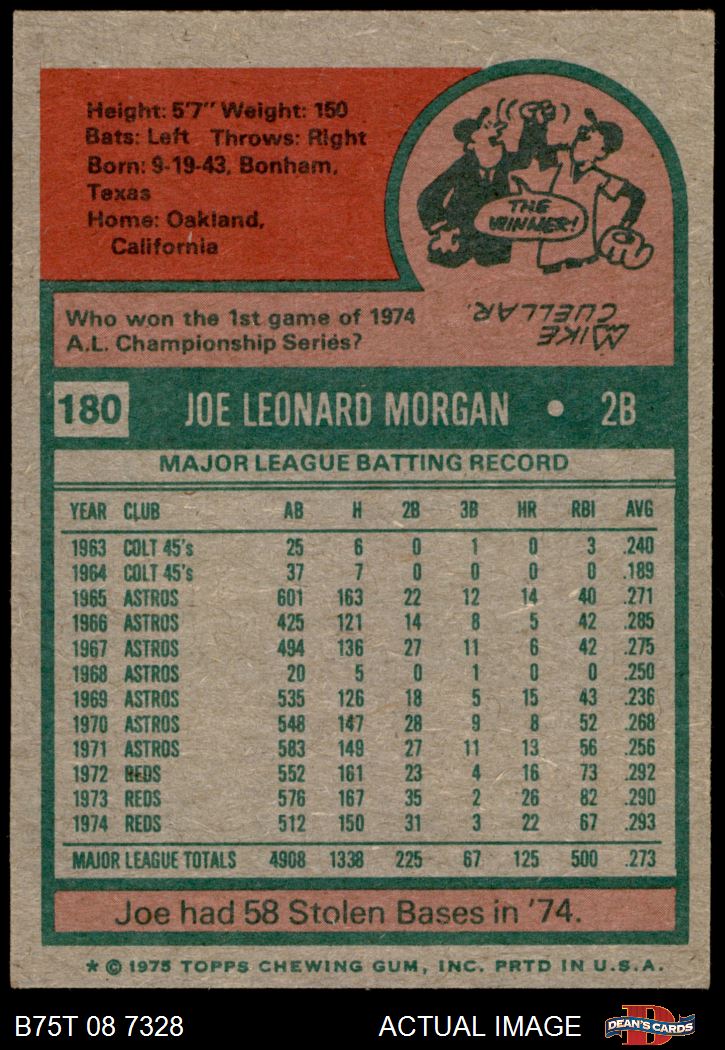 Height: 5'7" Weight: 150
Bats: Left Throws: Right
Born: 9-19-43, Bonham,
Texas
Home: Oakland,
California
THE
WINNER!
Who won the 1st game of 1974
A.L. Championship Series?
MIKE
CUELLAR.
180 JOE LEONARD MORGAN • 2B
MAJOR LEAGUE BATTING RECORD
YEAR CLUB AB H 2B 3B HR RBI AVG
1963 COLT 45's 25 6 0 1 0 3 .240
1964 COLT 45's 37 7 0 0 0 0 .189
1965 ASTROS 601 163 22 12 14 40 .271
1966 ASTROS 425 121 14 8 5 42 .285
1967 ASTROS 494 136 27 11 6 42 .275
1968 ASTROS 20 5 0 1 0 0 .250
1969 ASTROS 535 126 18 5 15 43 .236
1970 ASTROS 548 147 28 9 8 52 .268
1971 ASTROS 583 149 27 11 13 56 .256
1972 REDS 552 161 23 4 16 73 .292
1973 REDS 576 167 35 2 26 82 .290
1974 REDS 512 150 31 3 22 67 .293
MAJOR LEAGUE TOTALS 4908 1338 225 67 125 500 .273
Joe had 58 Stolen Bases in '74.
* © 1975 TOPPS CHEWING GUM, INC. PRTD IN U.S.A.
B75T 08 7328 ACTUAL IMAGE
D
DEAN'S CARDS